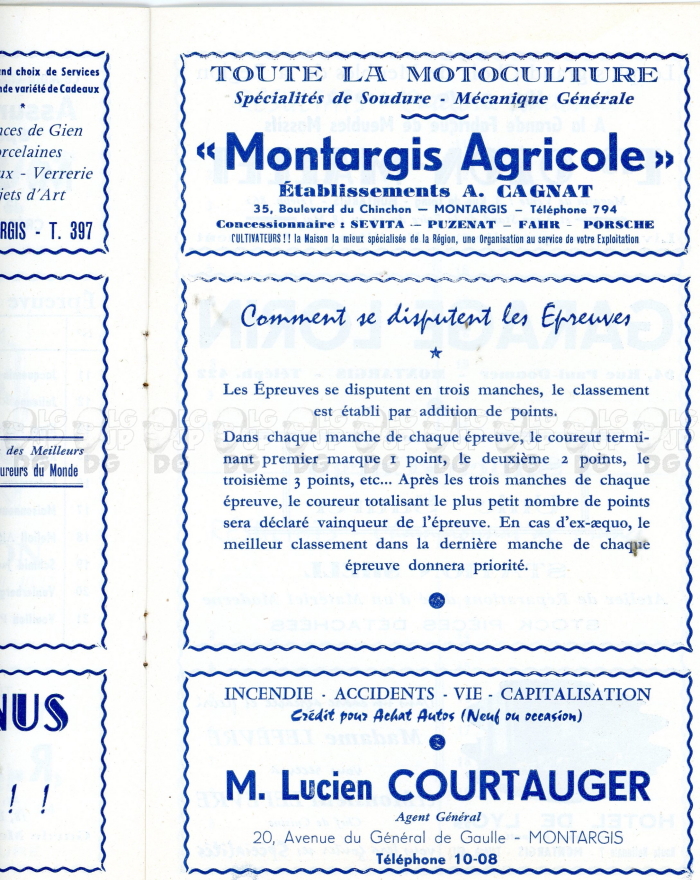 nd choix de Services
nde variété de Cadeaux
nces de Gien
rcelaines
ux - Verrerie
jets d'Art
RGIS - T. 397
des Meilleurs
ureurs du Monde
NUS
! !
TOUTE LA MOTOCULTURE
Spécialités de Soudure - Mécanique Générale
« Montargis Agricole »
Établissements A. CAGNAT
35, Boulevard du Chinchon — MONTARGIS — Téléphone 794
Concessionnaire : SEVITA — PUZENAT – FAHR – PORSCHE
CULTIVATEURS !! la Maison la mieux spécialisée de la Région, une Organisation au service de votre Exploitation
Comment se disputent les Épreuves
Les Épreuves se disputent en trois manches, le classement
est établi par addition de points.
Dans chaque manche de chaque épreuve, le coureur termi-
nant premier marque 1 point, le deuxième 2 points, le
troisième 3 points, etc... Après les trois manches de chaque
épreuve, le coureur totalisant le plus petit nombre de points
sera déclaré vainqueur de l'épreuve. En cas d'ex-æquo, le
meilleur classement dans la dernière manche de chaque
épreuve donnera priorité.
INCENDIE - ACCIDENTS - VIE - CAPITALISATION
Crédit pour Achat Autos (Neuf ou occasion)
M. Lucien COURTAUGER
Agent Général
20, Avenue du Général de Gaulle - MONTARGIS
Téléphone 10-08